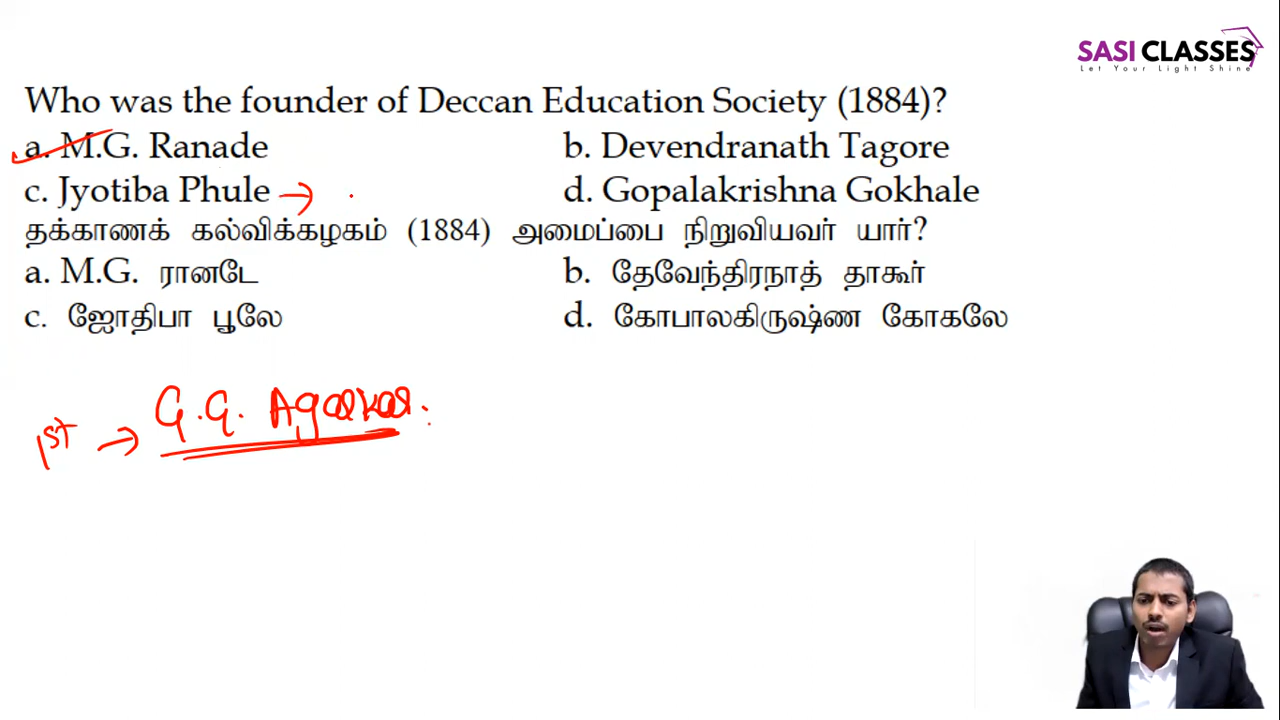 SASI CLASSES
Let Your Light Shine
Who was the founder of Deccan Education Society (1884)?
a. M.G. Ranade b. Devendranath Tagore
c. Jyotiba Phule → d. Gopalakrishna Gokhale
தக்காணக் கல்விக்கழகம் (1884) அமைப்பை நிறுவியவர் யார்?
a. M.G. ரானடே b. தேவேந்திரநாத் தாகூர்
c. ஜோதிபா பூலே d. கோபாலகிருஷ்ண கோகலே
1st → G.G. Agarkar.